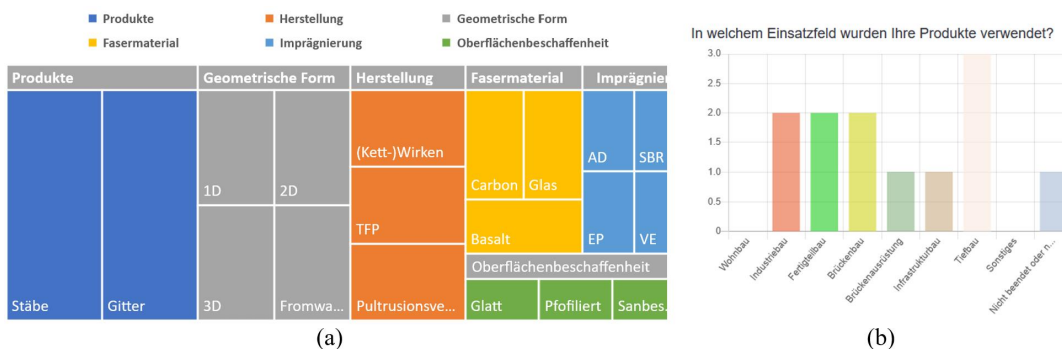 Produkte
Herstellung
Geometrische Form
Fasermaterial
Imprägnierung
Oberflächenbeschaffenheit
Produkte
Geometrische Form
Herstellung
Fasermaterial
Imprägnier
Stäbe
Gitter
1D
2D
3D
Fromwa...
(Kett-)Wirken
TFP
Pultrusionsve...
Carbon
Glas
Basalt
AD
SBR
EP
VE
Oberflächenbeschaffenheit
Glatt
Pfofiliert
Sanbes..
(a)
In welchem Einsatzfeld wurden Ihre Produkte verwendet?
3.0
2.5
2.0
1.5
1.0
0.5
0
Wohnbau
Industriebau
Fertigteilbau
Brückenbau
Brückenausrüstung
Infrastrukturbau
Tiefbau
Sonstiges
Nicht beendet oder n...
(b)